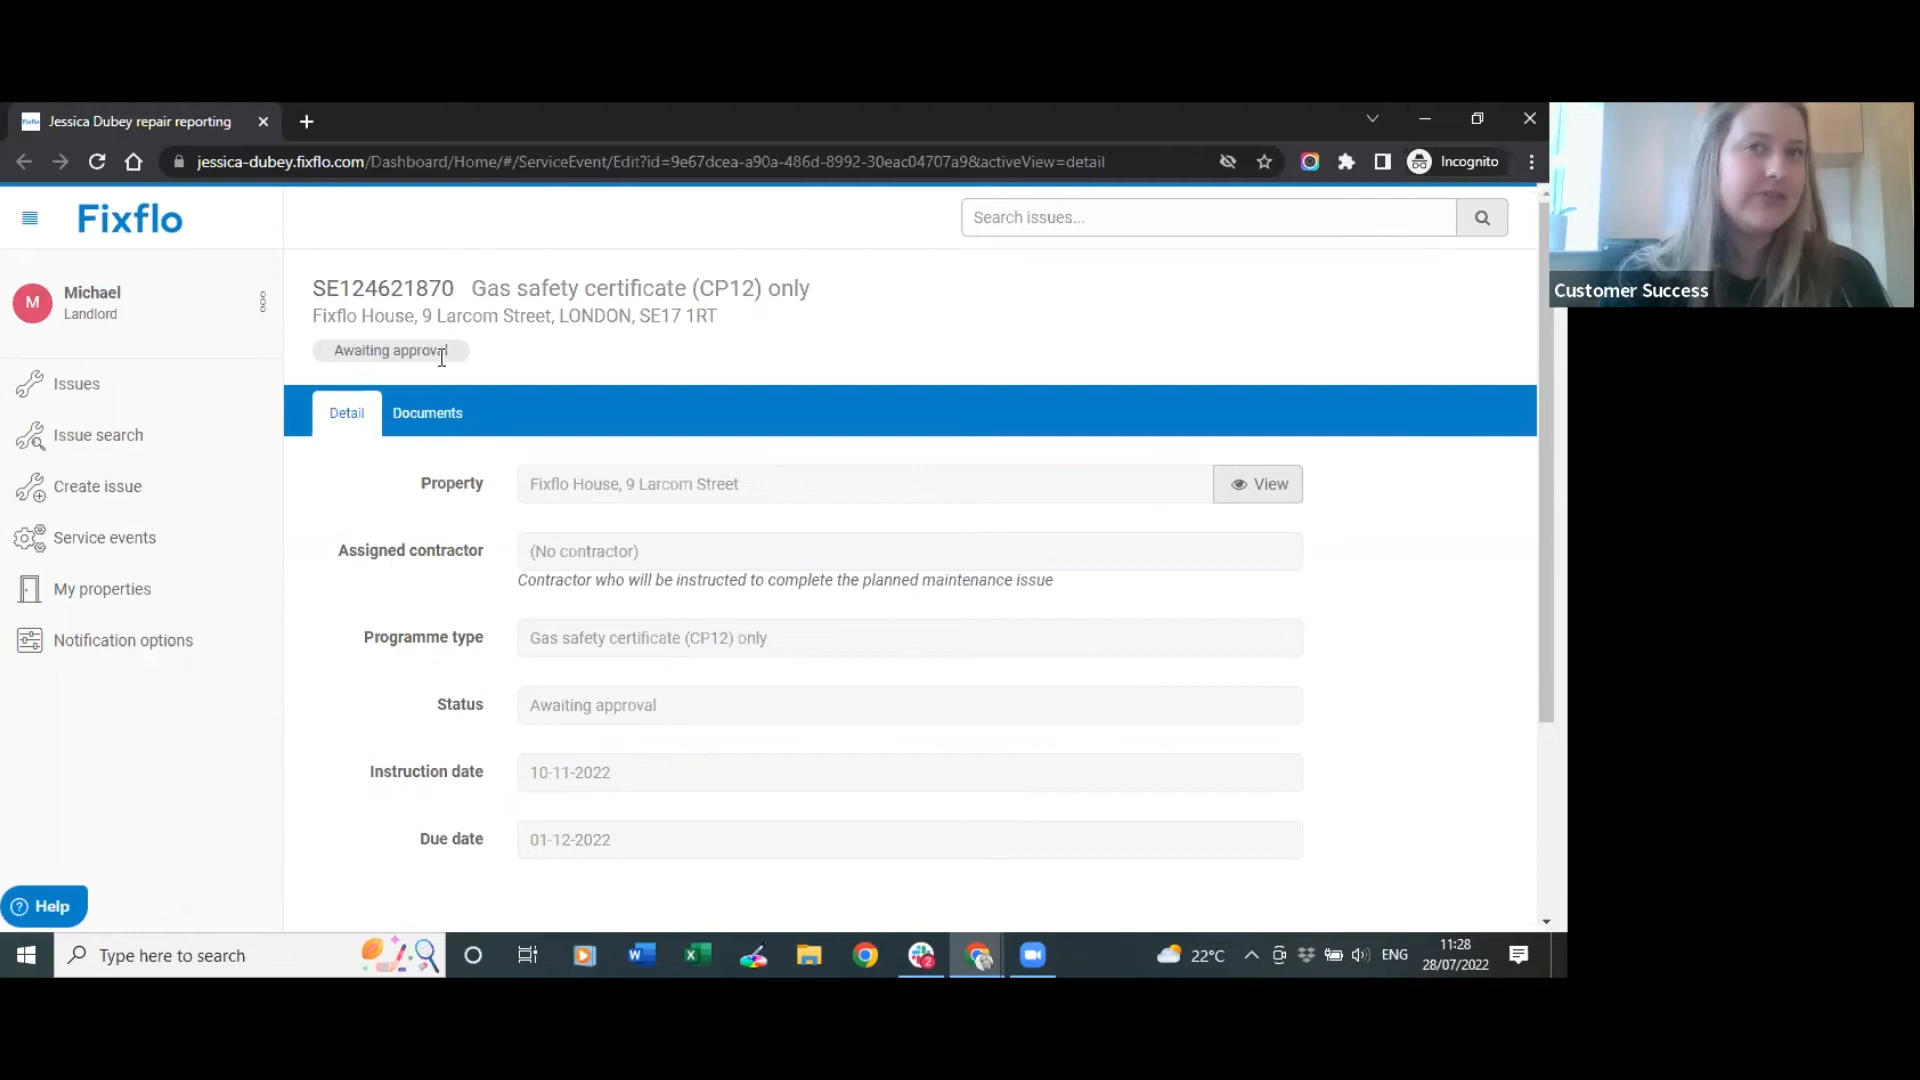 Jessica Dubey repair reporting
jessica-dubey.fixflo.com/Dashboard/Home/#/ServiceEvent/Edit?id=9e67dcea-a90a-486d-8992-30eac04707a9&activeView=detail
Incognito
Fixflo
Search issues...
Customer Success
M
Michael
Landlord
SE124621870 Gas safety certificate (CP12) only
Fixflo House, 9 Larcom Street, LONDON, SE17 1RT
Awaiting approval
Issues
Issue search
Create issue
Service events
My properties
Notification options
Detail
Documents
Property
Fixflo House, 9 Larcom Street
View
Assigned contractor
(No contractor)
Contractor who will be instructed to complete the planned maintenance issue
Programme type
Gas safety certificate (CP12) only
Status
Awaiting approval
Instruction date
10-11-2022
Due date
01-12-2022
Help
Type here to search
22°C
ENG
11:28
28/07/2022